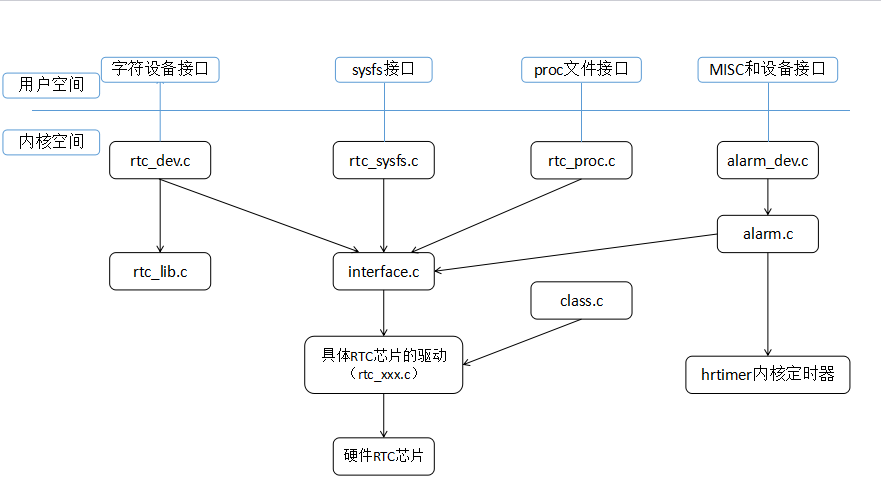 字符设备接口
sysfs接口
proc文件接口
MISC和设备接口
用户空间
内核空间
rtc_dev.c
rtc_sysfs.c
rtc_proc.c
alarm_dev.c
alarm.c
rtc_lib.c
interface.c
class.c
具体RTC芯片的驱动
（rtc_xxx.c）
hrtimer内核定时器
硬件RTC芯片